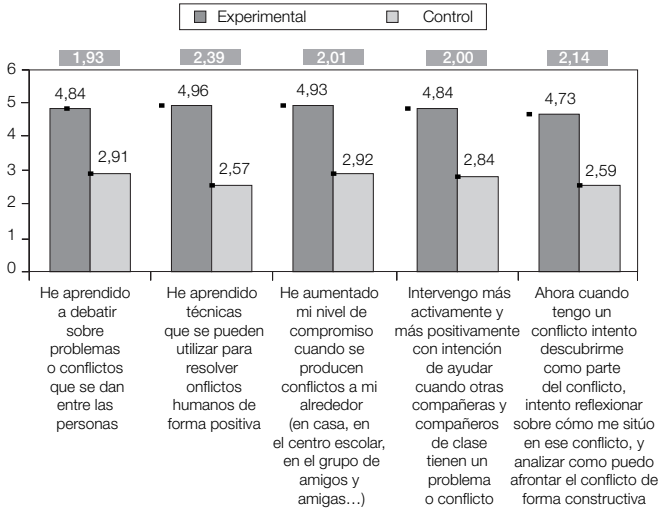 Experimental Control
1,93 2,39 2,01 2,00 2,14
6
5
4
3
2
1
0
4,84 2,91 4,96 2,57 4,93 2,92 4,84 2,84 4,73 2,59
He aprendido
a debatir
sobre
problemas
o conflictos
que se dan
entre las
personas
He aprendido
técnicas
que se pueden
utilizar para
resolver
onflictos
humanos de
forma positiva
He aumentado
mi nivel de
compromiso
cuando se
producen
conflictos a mi
alrededor
(en casa, en
el centro escolar,
en el grupo de
amigos y
amigas…)
Intervengo más
activamente y
más positivamente
con intención
de ayudar
cuando otras
compañeras y
compañeros
de clase
tienen un
problema
o conflicto
Ahora cuando
tengo un
conflicto intento
descubrirme
como parte
del conflicto,
intento reflexionar
sobre cómo me sitúo
en ese conflicto, y
analizar como puedo
afrontar el conflicto de
forma constructiva